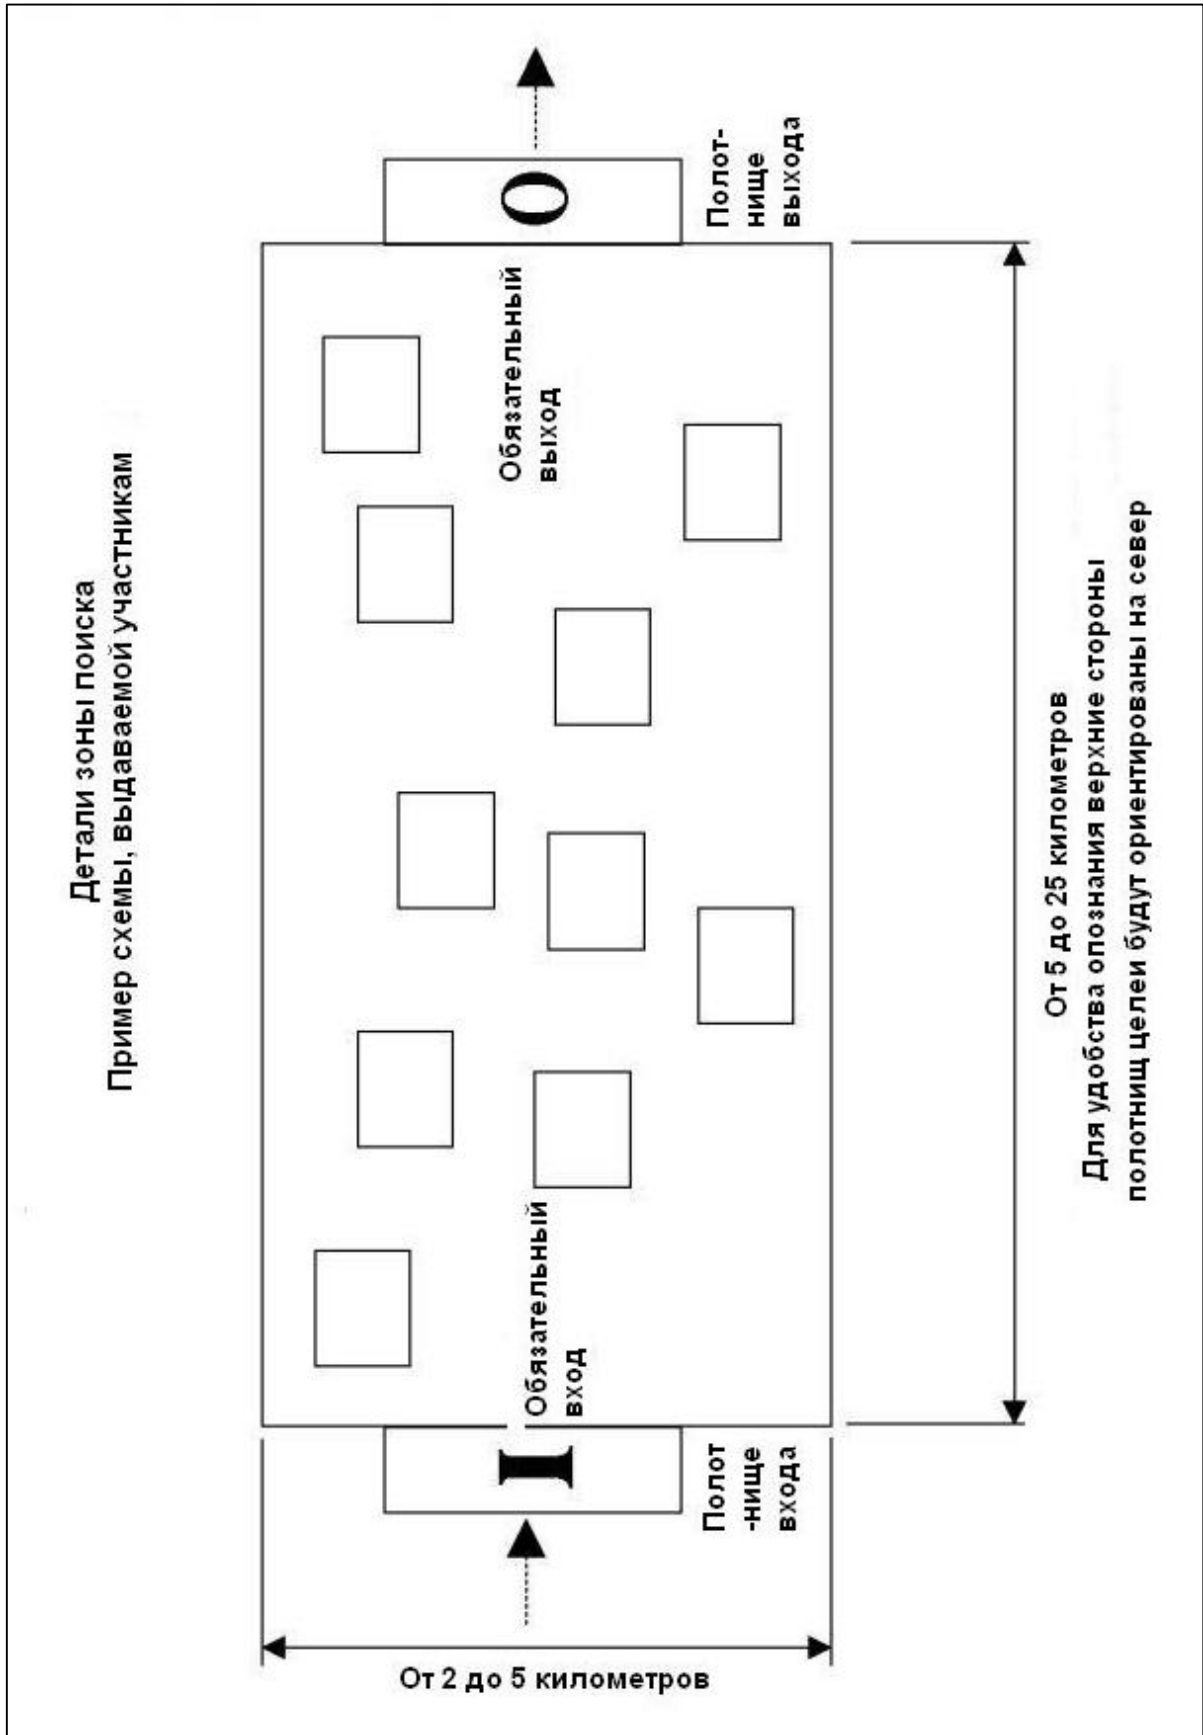 Детали зоны поиска
Пример схемы, выдаваемой участникам
Полот-
нище
выхода
O
Обязательный
выход
Обязательный
вход
I
Полот
-нище
входа
От 2 до 5 километров
От 5 до 25 километров
Для удобства опознания верхние стороны
полотнищ целей будут ориентированы на север